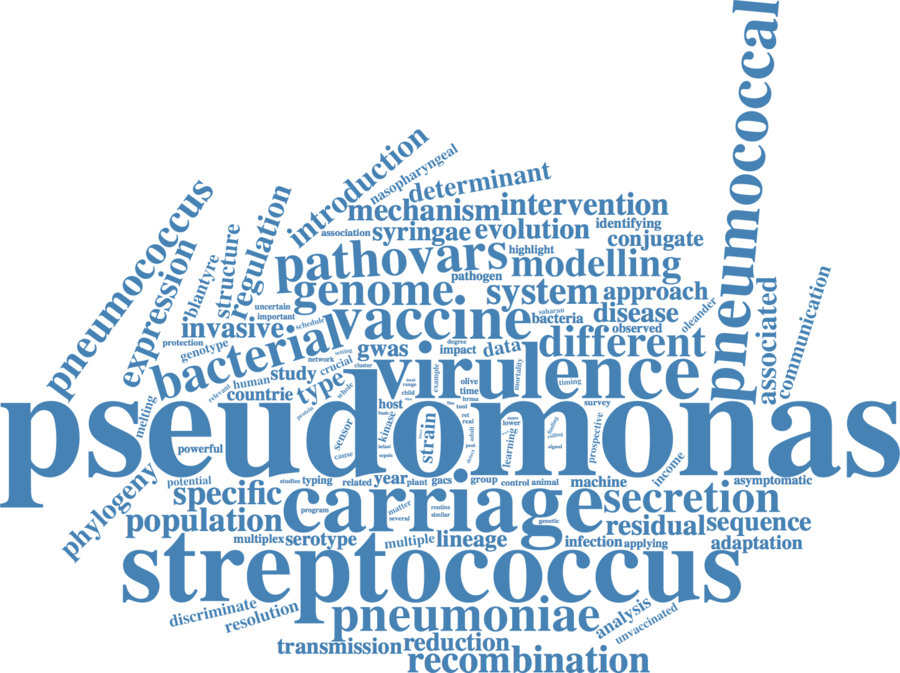 pneumococcal
introduction
nasopharyngeal
determinant
pneumococcus
mechanism
intervention
association
syringae
evolution
identifying
conjugate
regulation
structure
expression
blantyre
pathovars
highlight
pathogen
modelling
genome.
system
approach
communication
associated
oleander
uncertain
important
invasive
schedule
vaccine
saharan
bacteria
disease
observed
protection
genotype
bacterial
network
setting
gwas
degree
impact
data
different
relevant
human
study
crucial
cluster
virulence
countrie
type
whole
protein
example
olive
time
mortality
timing
child
range
host
hrma
tool
survey
pseudomonas
melting
powerful
sensor
cause
kinase
sepsis
strain
real
adult
lower
learning
signal
prospective
phylogeny
potential
studies
typing
related
year
plant
gacs
group
control
animal
machine
income
asymptomatic
specific
carriage
program
matter
several
routine
similar
genetic
secretion
population
residual
sequence
multiplex
serotype
multiple
lineage
infection
applying
adaptation
streptococcus
discriminate
resolution
pneumoniae
analysis
unvaccinated
transmission
reduction
recombination